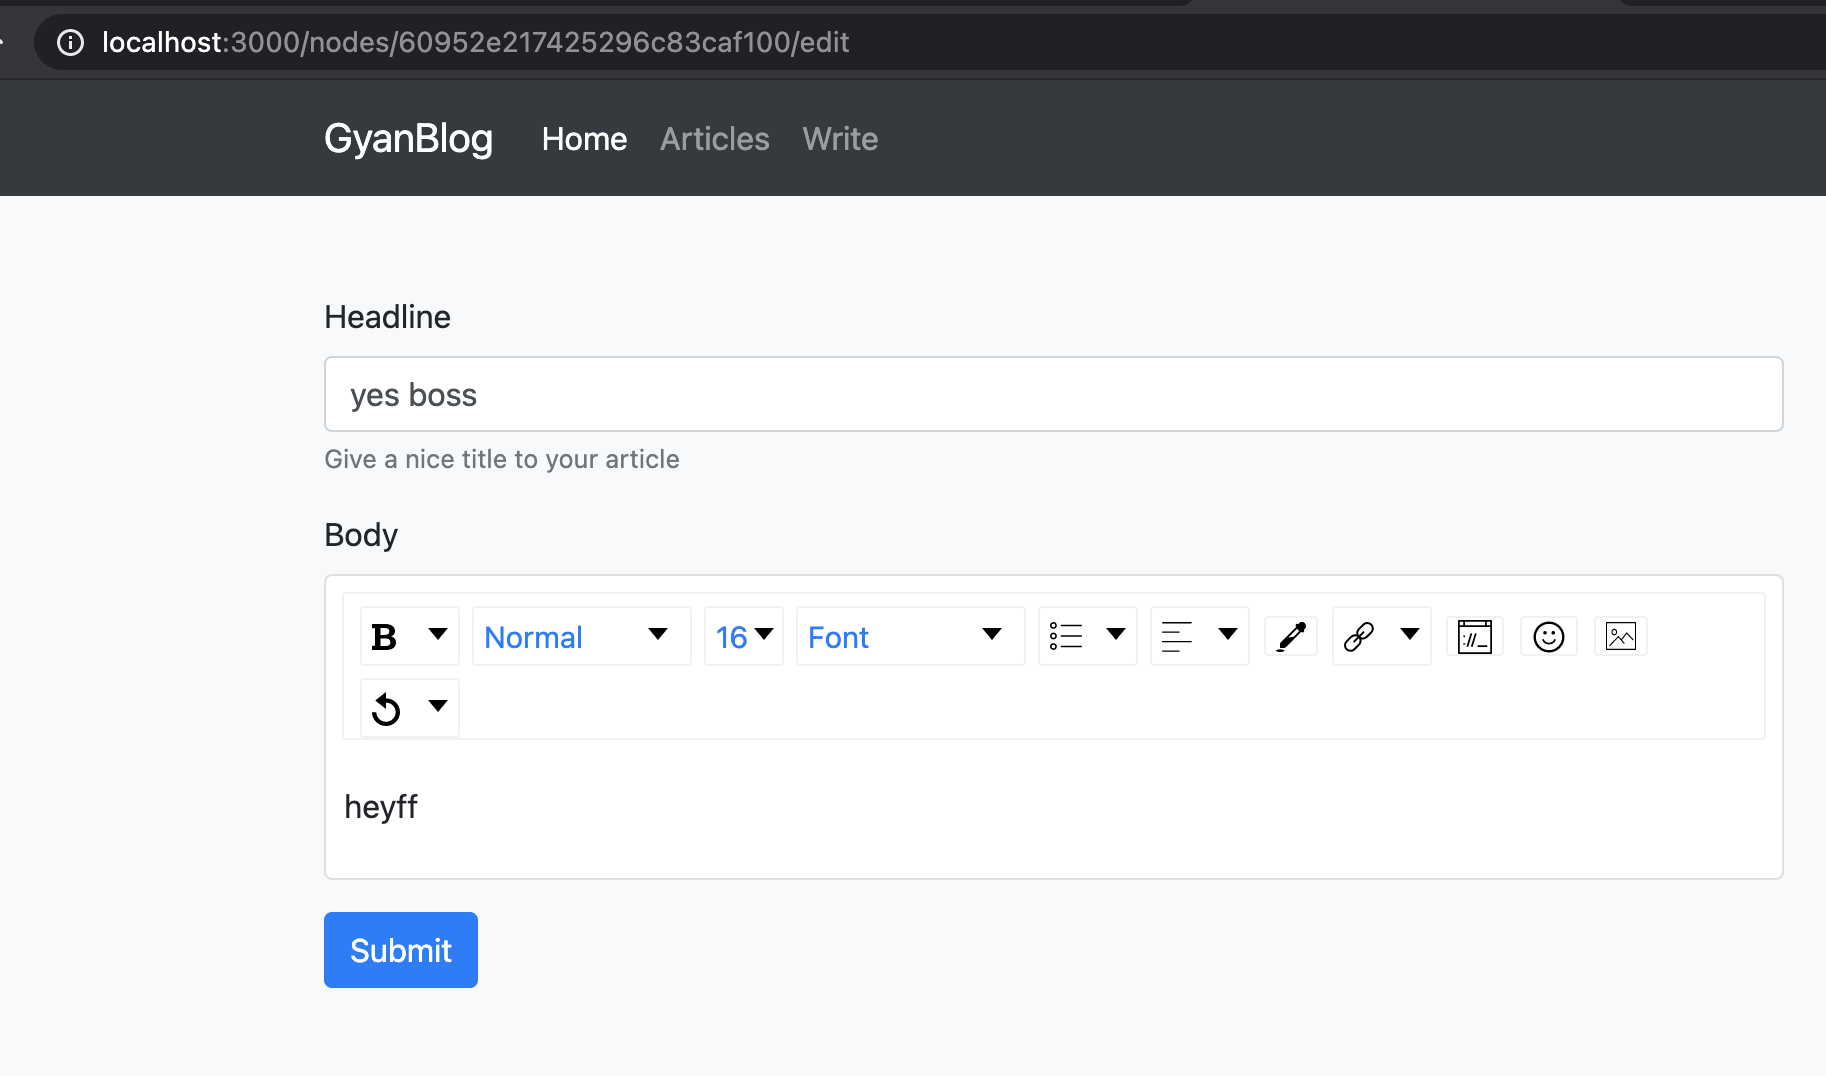 localhost:3000/nodes/60952e217425296c83caf100/edit
GyanBlog Home Articles Write
Headline
yes boss
Give a nice title to your article
Body
B Normal 16 Font
heyff
Submit